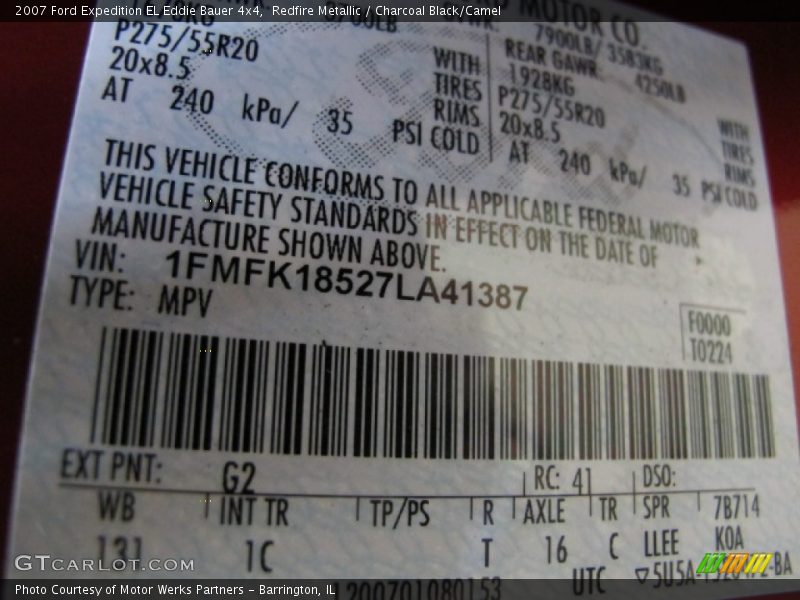 2007 Ford Expedition EL Eddie Bauer 4x4, Redfire Metallic / Charcoal Black/Camel
MOTOR CO.
7900LB/ 3583KG
P275/55R20 WITH REAR GAWR 4250LB
20x8.5 TIRES 1928KG WITH
RIMS P275/55R20 TIRES
20x8.5 RIMS
AT 240 kPa/ 35 PSI COLD AT 240 kPa/ 35 PSI COLD
THIS VEHICLE CONFORMS TO ALL APPLICABLE FEDERAL MOTOR
VEHICLE SAFETY STANDARDS IN EFFECT ON THE DATE OF
MANUFACTURE SHOWN ABOVE.
VIN: 1FMFK18527LA41387
TYPE: MPV
F0000
T0224
EXT PNT: G2 RC: 41 DSO:
WB INT TR TP/PS R AXLE TR SPR 7B714
131 1C T 16 C LLEE KOA
UTC
GTCARLOT.COM
Photo Courtesy of Motor Werks Partners - Barrington, IL
1200701080153